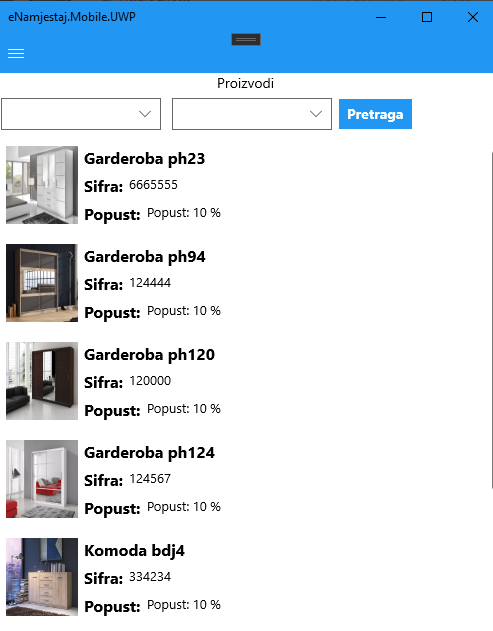 eNamjestaj.Mobile.UWP
Proizvodi
Pretraga
Garderoba ph23
Sifra: 6665555
Popust: Popust: 10 %
Garderoba ph94
Sifra: 124444
Popust: Popust: 10 %
Garderoba ph120
Sifra: 120000
Popust: Popust: 10 %
Garderoba ph124
Sifra: 124567
Popust: Popust: 10 %
Komoda bdj4
Sifra: 334234
Popust: Popust: 10 %